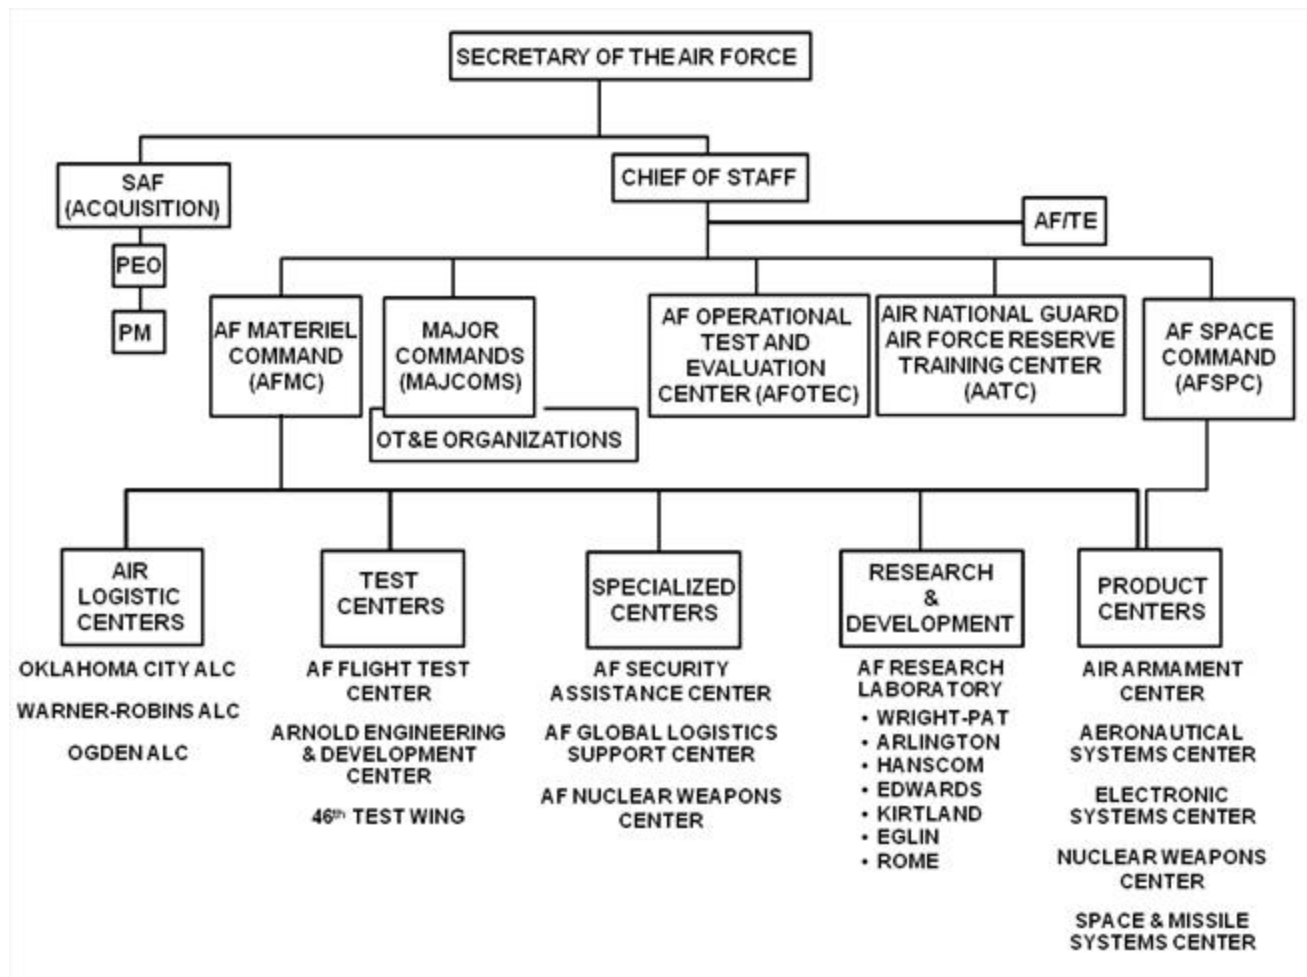 SECRETARY OF THE AIR FORCE
SAF
(ACQUISITION)
CHIEF OF STAFF
AF/TE
PEO
PM
AF MATERIEL
COMMAND
(AFMC)
MAJOR
COMMANDS
(MAJCOMS)
OT&E ORGANIZATIONS
AF OPERATIONAL
TEST AND
EVALUATION
CENTER (AFOTEC)
AIR NATIONAL GUARD
AIR FORCE RESERVE
TRAINING CENTER
(AATC)
AF SPACE
COMMAND
(AFSPC)
AIR
LOGISTIC
CENTERS
OKLAHOMA CITY ALC
WARNER-ROBINS ALC
OGDEN ALC
TEST
CENTERS
AF FLIGHT TEST
CENTER
ARNOLD ENGINEERING
& DEVELOPMENT
CENTER
46th TEST WING
SPECIALIZED
CENTERS
AF SECURITY
ASSISTANCE CENTER
AF GLOBAL LOGISTICS
SUPPORT CENTER
AF NUCLEAR WEAPONS
CENTER
RESEARCH
&
DEVELOPMENT
AF RESEARCH
LABORATORY
• WRIGHT-PAT
• ARLINGTON
• HANSCOM
• EDWARDS
• KIRTLAND
• EGLIN
• ROME
PRODUCT
CENTERS
AIR ARMAMENT
CENTER
AERONAUTICAL
SYSTEMS CENTER
ELECTRONIC
SYSTEMS CENTER
NUCLEAR WEAPONS
CENTER
SPACE & MISSILE
SYSTEMS CENTER